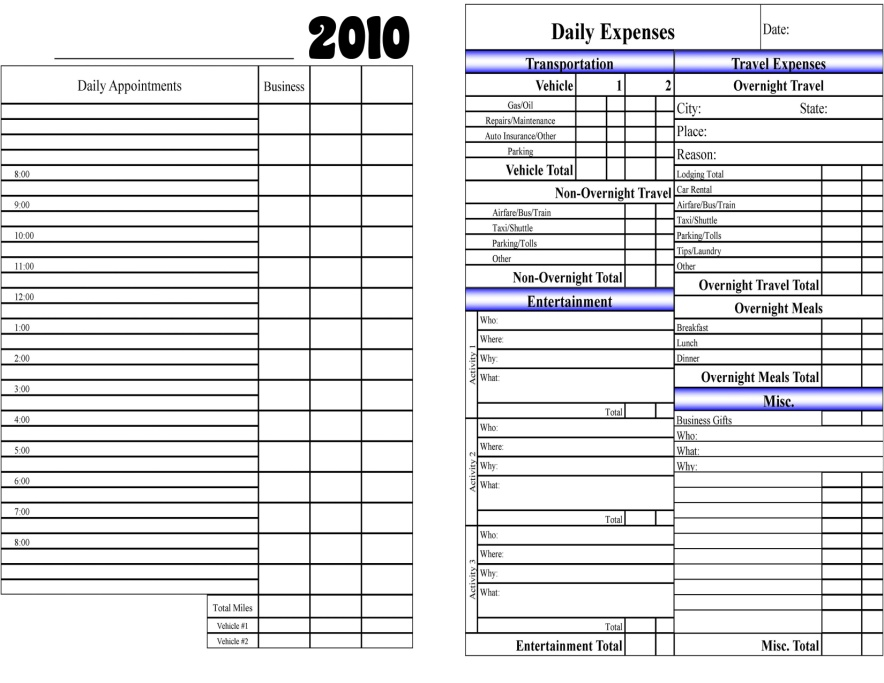 2010
Daily Appointments Business
8:00
9:00
10:00
11:00
12:00
1:00
2:00
3:00
4:00
5:00
6:00
7:00
8:00
Total Miles
Vehicle #1
Vehicle #2
Daily Expenses Date:
Transportation
Vehicle 1 2
Gas/Oil
Repairs/Maintenance
Auto Insurance/Other
Parking
Vehicle Total
Non-Overnight Travel
Airfare/Bus/Train
Taxi/Shuttle
Parking/Tolls
Other
Non-Overnight Total
Entertainment
Activity 1
Who:
Where:
Why:
What:
Total
Activity 2
Who:
Where:
Why:
What:
Total
Activity 3
Who:
Where:
Why:
What:
Total
Entertainment Total
Travel Expenses
Overnight Travel
City: State:
Place:
Reason:
Lodging Total
Car Rental
Airfare/Bus/Train
Taxi/Shuttle
Parking/Tolls
Tips/Laundry
Other
Overnight Travel Total
Overnight Meals
Breakfast
Lunch
Dinner
Overnight Meals Total
Misc.
Business Gifts
Who:
What:
Why:
Misc. Total